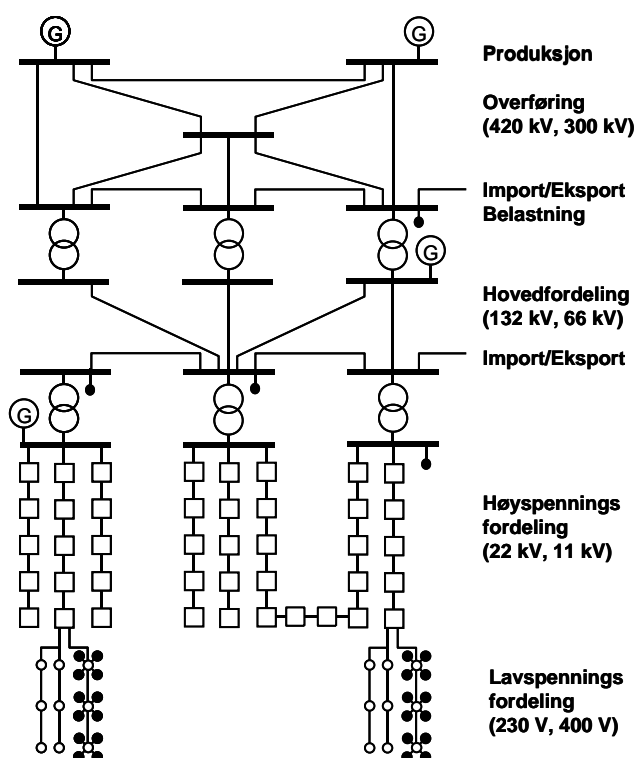 G
G
Produksjon
Overføring
(420 kV, 300 kV)
Import/Eksport
Belastning
G
Hovedfordeling
(132 kV, 66 kV)
Import/Eksport
G
Høyspennings
fordeling
(22 kV, 11 kV)
Lavspennings
fordeling
(230 V, 400 V)